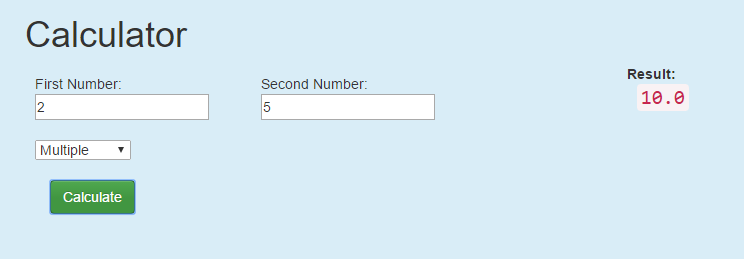 Calculator
First Number:
2
Second Number:
5
Multiple
Calculate
Result:
10.0